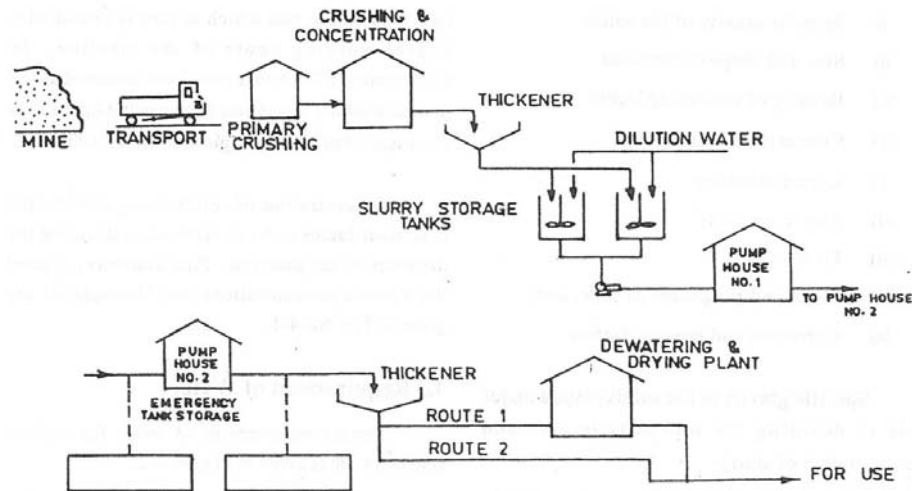 CRUSHING &
CONCENTRATION
THICKENER
MINE
TRANSPORT
PRIMARY
CRUSHING
DILUTION WATER
SLURRY STORAGE
TANKS
PUMP
HOUSE
NO.1
TO PUMP HOUSE
NO. 2
PUMP
HOUSE
NO.2
EMERGENCY
TANK STORAGE
THICKENER
DEWATERING &
DRYING PLANT
ROUTE 1
ROUTE 2
FOR USE